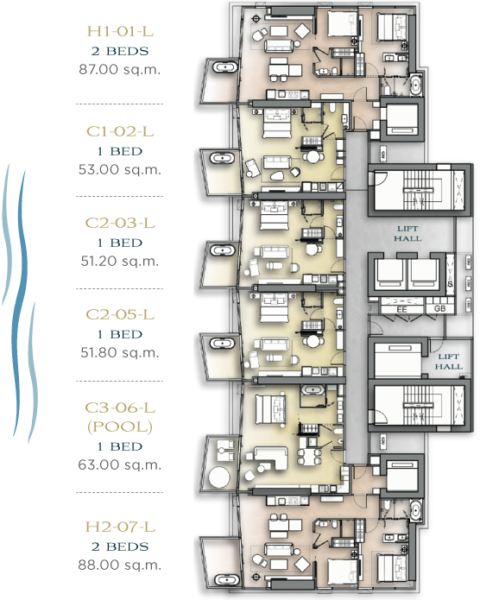 H1-01-L
2 BEDS
87.00 sq.m.
C1-02-L
1 BED
53.00 sq.m.
C2-03-L
1 BED
51.20 sq.m.
C2-05-L
1 BED
51.80 sq.m.
C3-06-L
(POOL)
1 BED
63.00 sq.m.
H2-07-L
2 BEDS
88.00 sq.m.
LIFT
HALL
EE
GB
LIFT
HALL